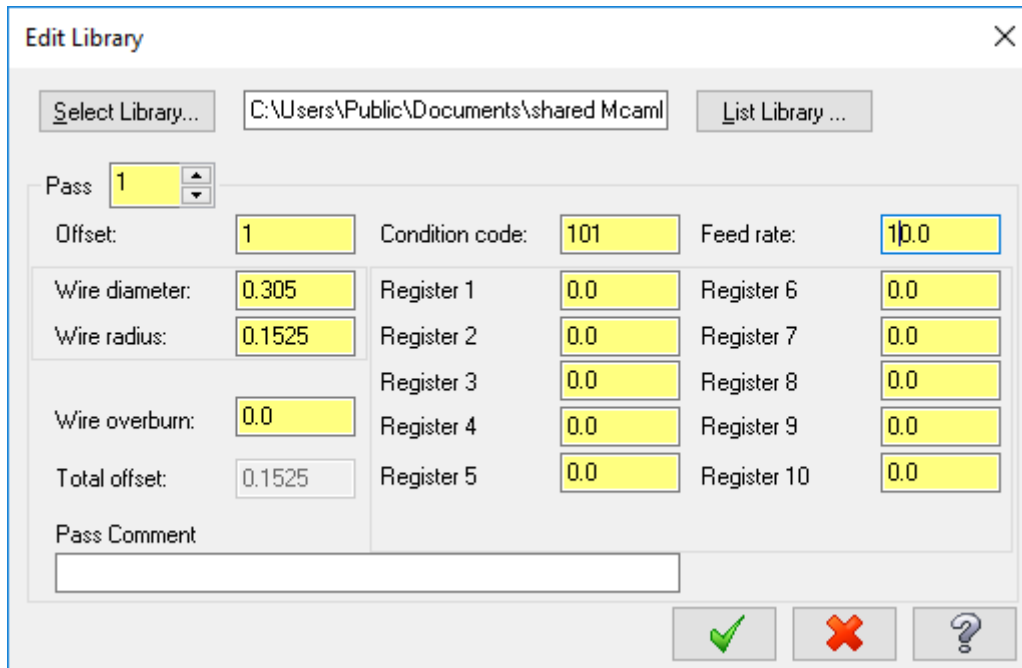 Edit Library
Select Library... C:\Users\Public\Documents\shared Mcaml List Library ...
Pass 1
Offset: 1 Condition code: 101 Feed rate: 10.0
Wire diameter: 0.305 Register 1 0.0 Register 6 0.0
Wire radius: 0.1525 Register 2 0.0 Register 7 0.0
Register 3 0.0 Register 8 0.0
Wire overburn: 0.0 Register 4 0.0 Register 9 0.0
Total offset: 0.1525 Register 5 0.0 Register 10 0.0
Pass Comment